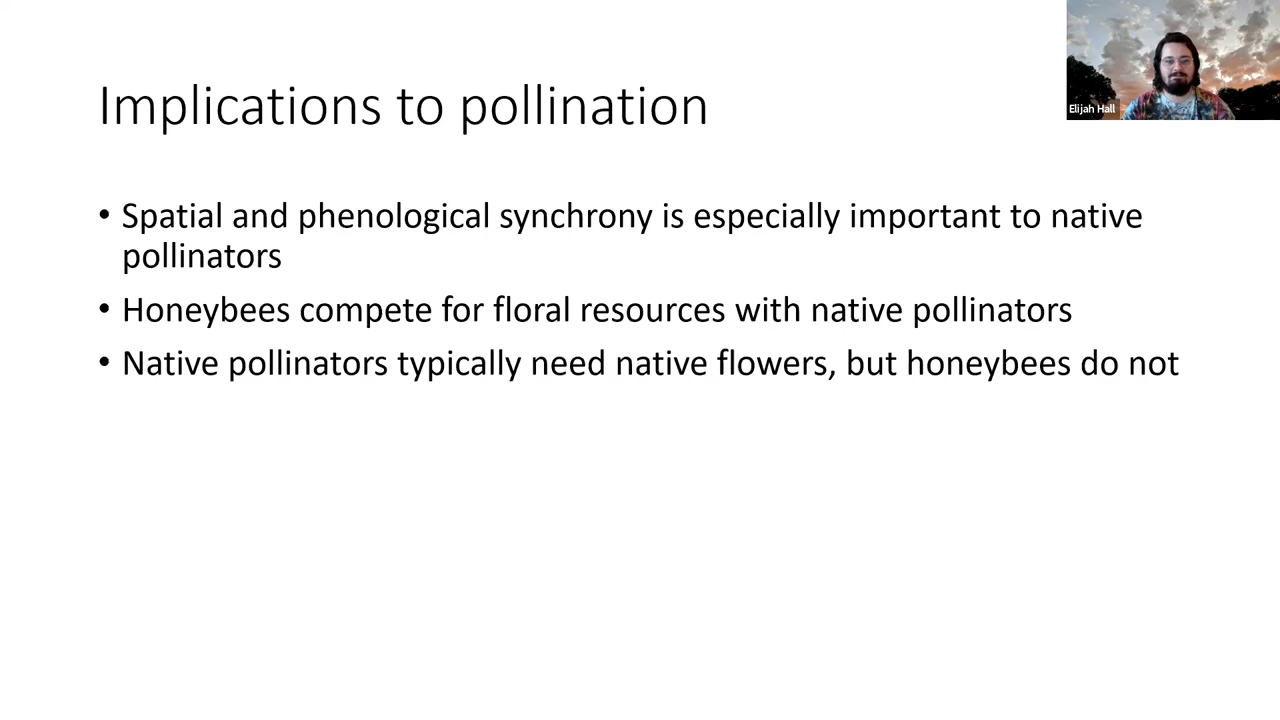 Implications to pollination
Elijah Hall
• Spatial and phenological synchrony is especially important to native
pollinators
• Honeybees compete for floral resources with native pollinators
• Native pollinators typically need native flowers, but honeybees do not